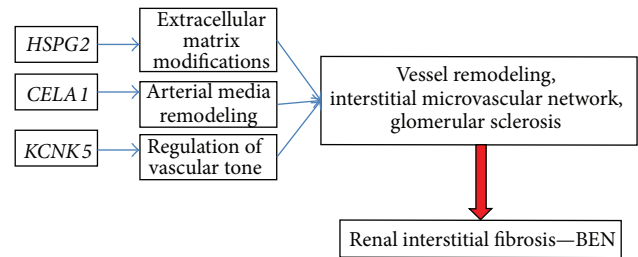 HSPG2
Extracellular
matrix
modifications
CELA1
Arterial media
remodeling
KCNK5
Regulation of
vascular tone
Vessel remodeling,
interstitial microvascular network,
glomerular sclerosis
Renal interstitial fibrosis—BEN